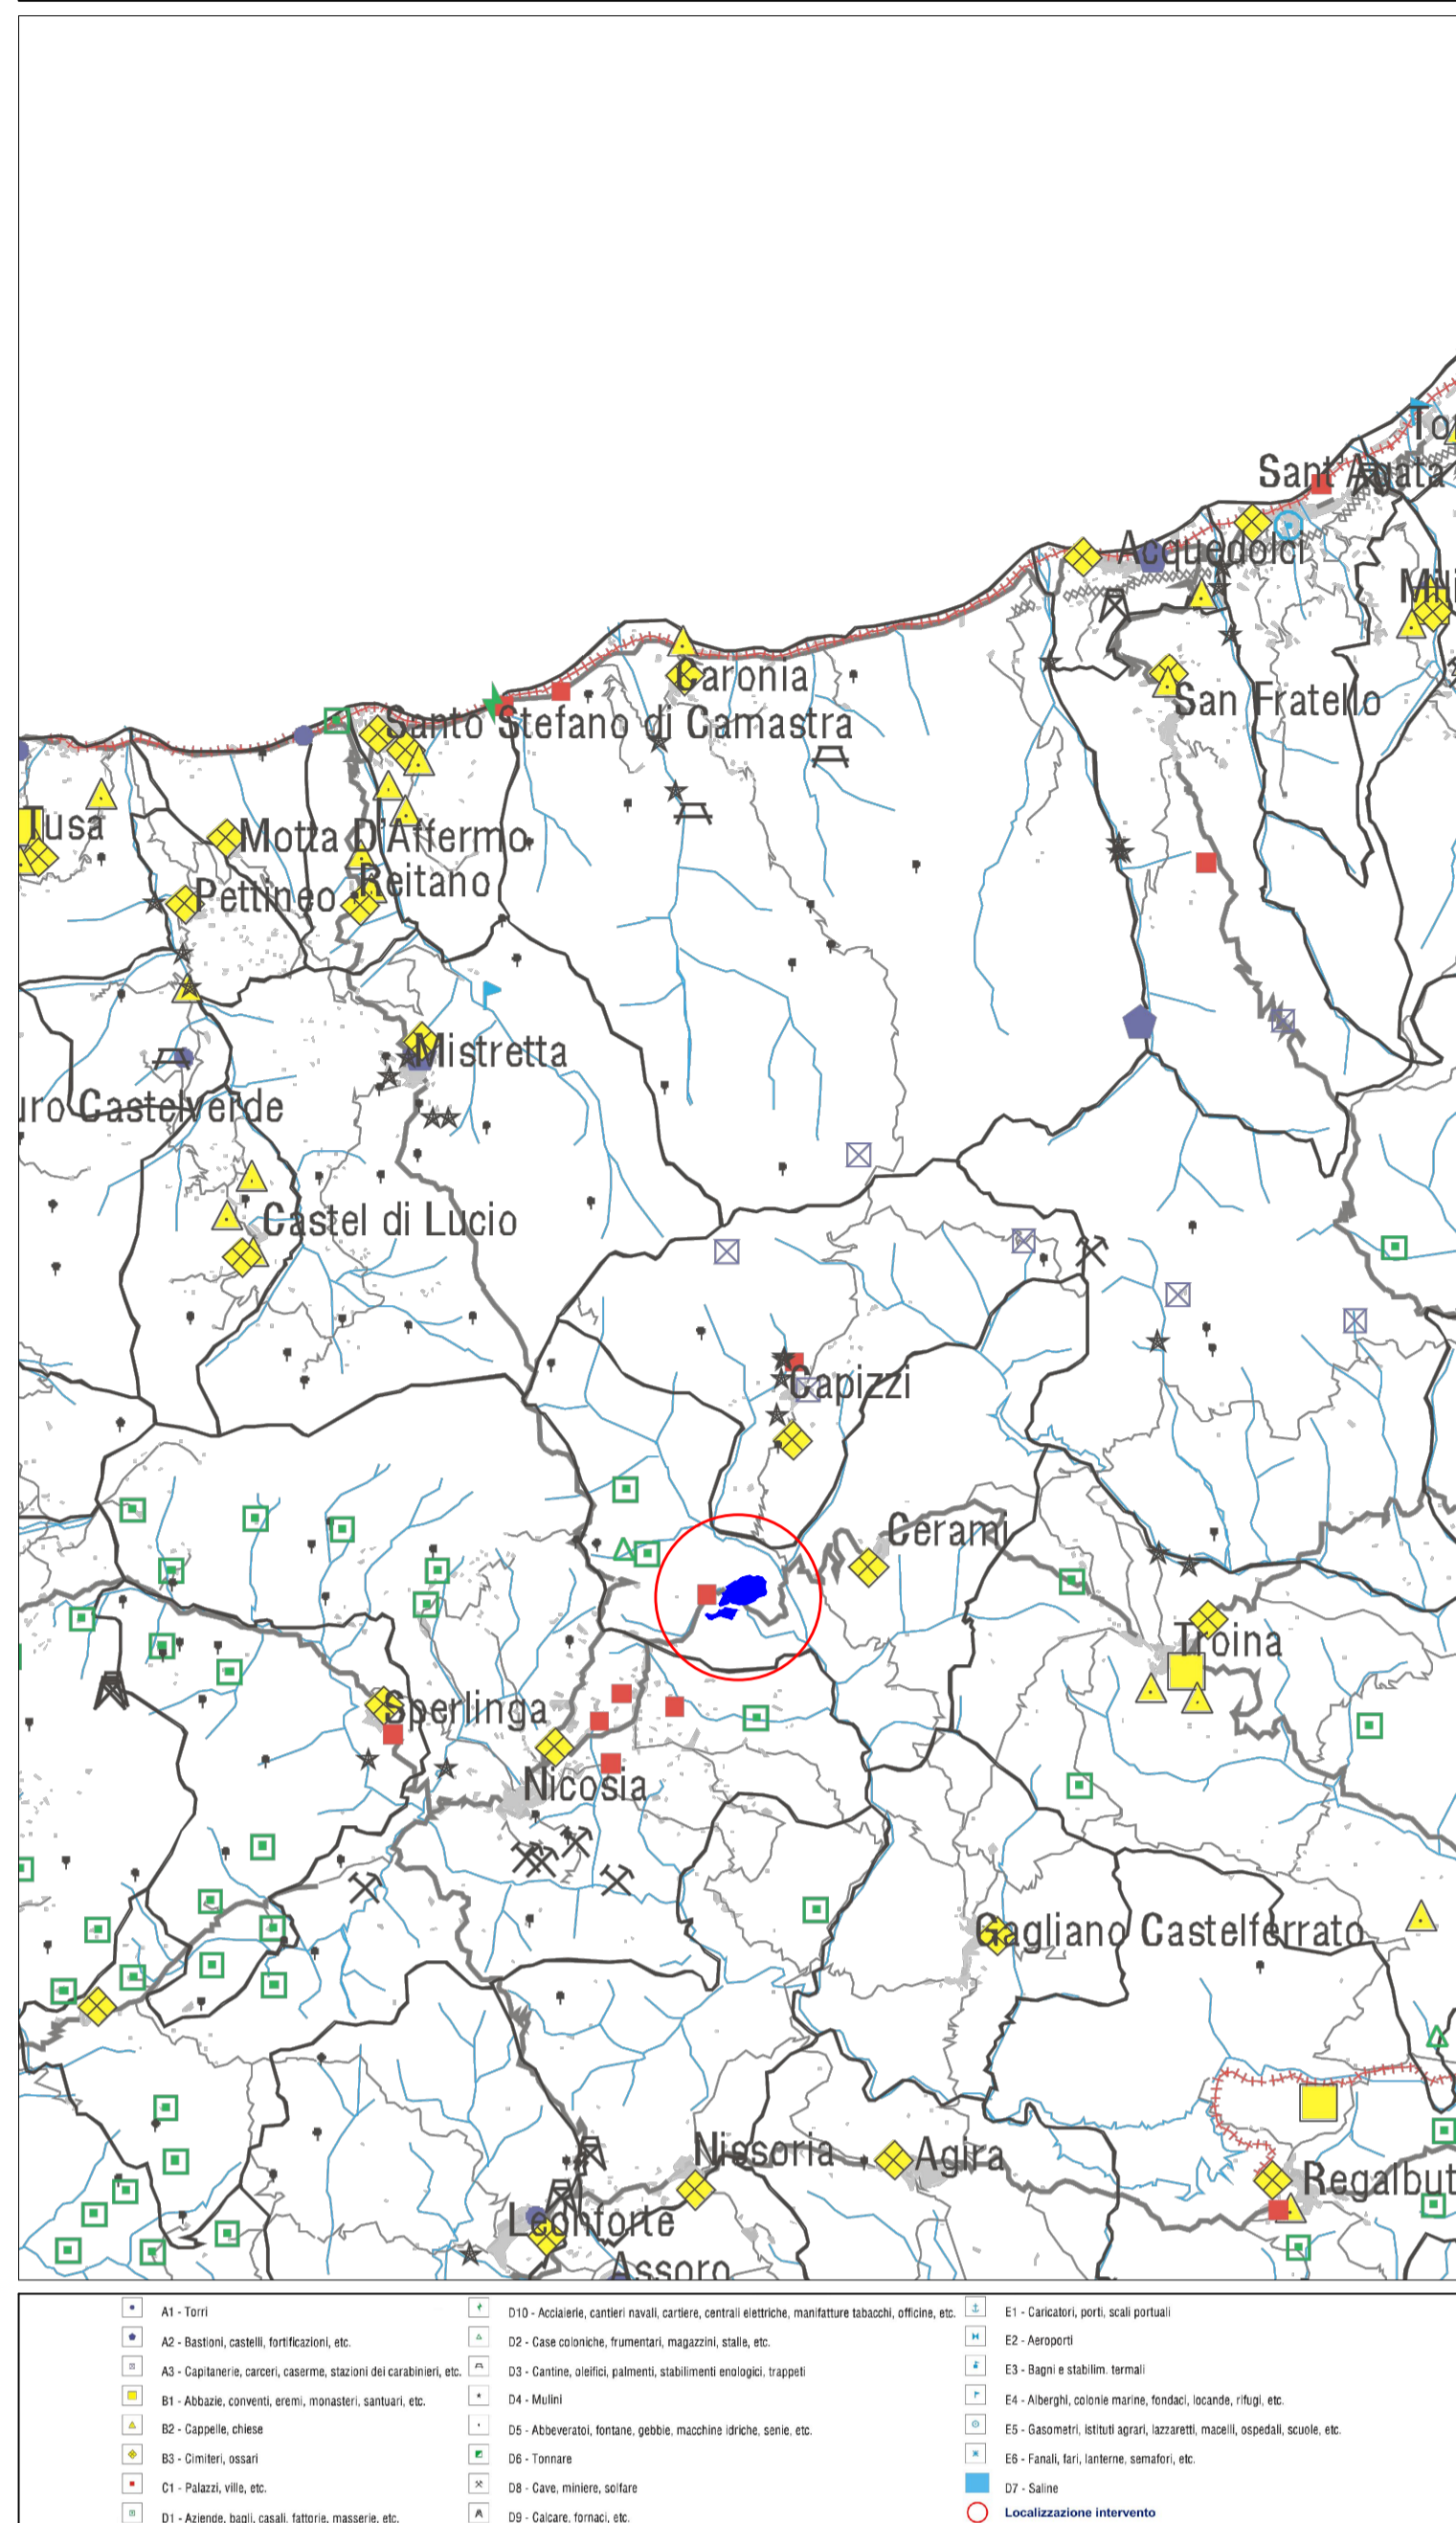 To
Sant'Agata
Acquedolci
Mili
Caronia
San Fratello
Santo Stefano di Camastra
Tusa
Motta D'Affermo
Reitano
Pettineo
Mistretta
uro Castelverde
Castel di Lucio
Capizzi
Cerami
Troina
Sperlinga
Nicosia
Gagliano Castelferrato
Nissoria
Agira
Regalbut
Leonforte
Assoro
A1 - Torri
A2 - Bastioni, castelli, fortificazioni, etc.
A3 - Capitanerie, carceri, caserme, stazioni dei carabinieri, etc.
B1 - Abbazie, conventi, eremi, monasteri, santuari, etc.
B2 - Cappelle, chiese
B3 - Cimiteri, ossari
C1 - Palazzi, ville, etc.
D1 - Aziende, bagli, casali, fattorie, masserie, etc.
D10 - Acciaierie, cantieri navali, cartiere, centrali elettriche, manifatture tabacchi, officine, etc.
D2 - Case coloniche, frumentari, magazzini, stalle, etc.
D3 - Cantine, oleifici, palmenti, stabilimenti enologici, trappeti
D4 - Mulini
D5 - Abbeveratoi, fontane, gebbie, macchine idriche, senie, etc.
D6 - Tonnare
D8 - Cave, miniere, solfare
D9 - Calcare, fornaci, etc.
E1 - Caricatori, porti, scali portuali
E2 - Aeroporti
E3 - Bagni e stabilim. termali
E4 - Alberghi, colonie marine, fondaci, locande, rifugi, etc.
E5 - Gasometri, istituti agrari, lazzaretti, macelli, ospedali, scuole, etc.
E6 - Fanali, fari, lanterne, semafori, etc.
D7 - Saline
Localizzazione intervento